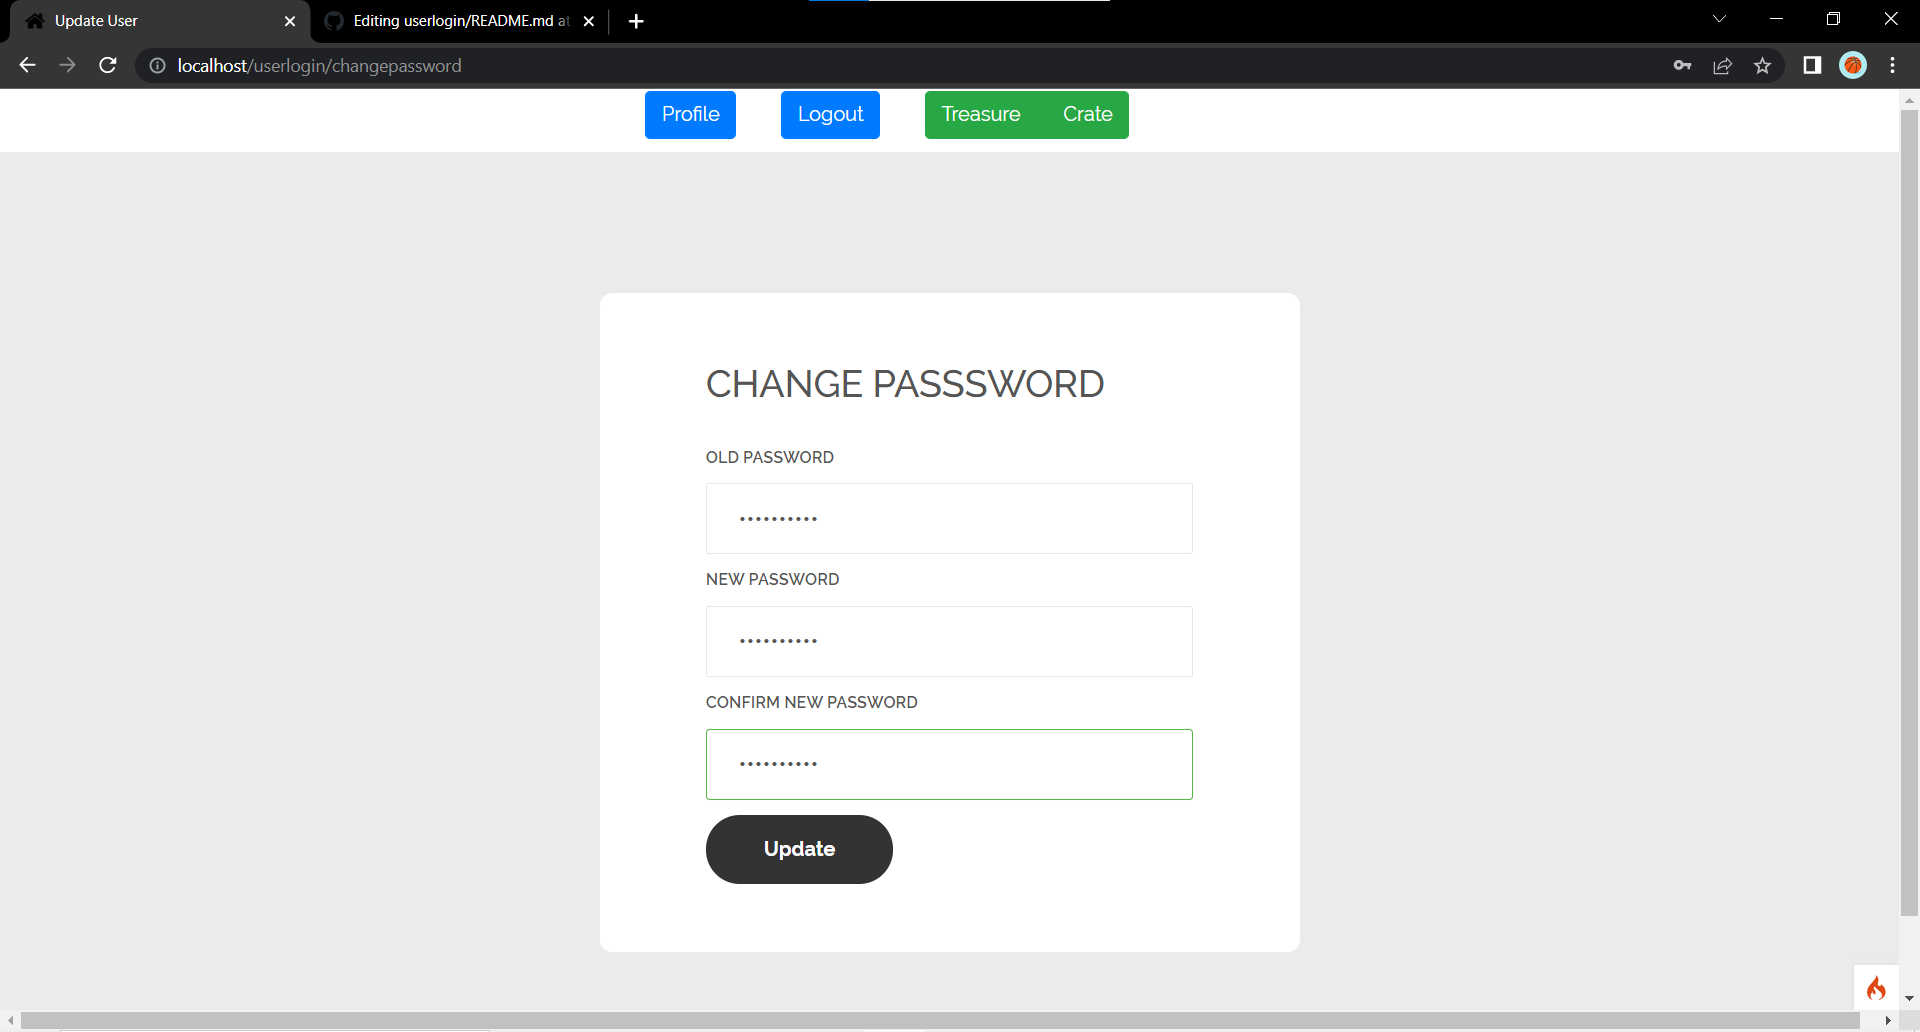 Update User
Editing userlogin/README.md at
localhost/userlogin/changepassword
Profile
Logout
Treasure Crate
CHANGE PASSSWORD
OLD PASSWORD
••••••••••
NEW PASSWORD
••••••••••
CONFIRM NEW PASSWORD
••••••••••
Update